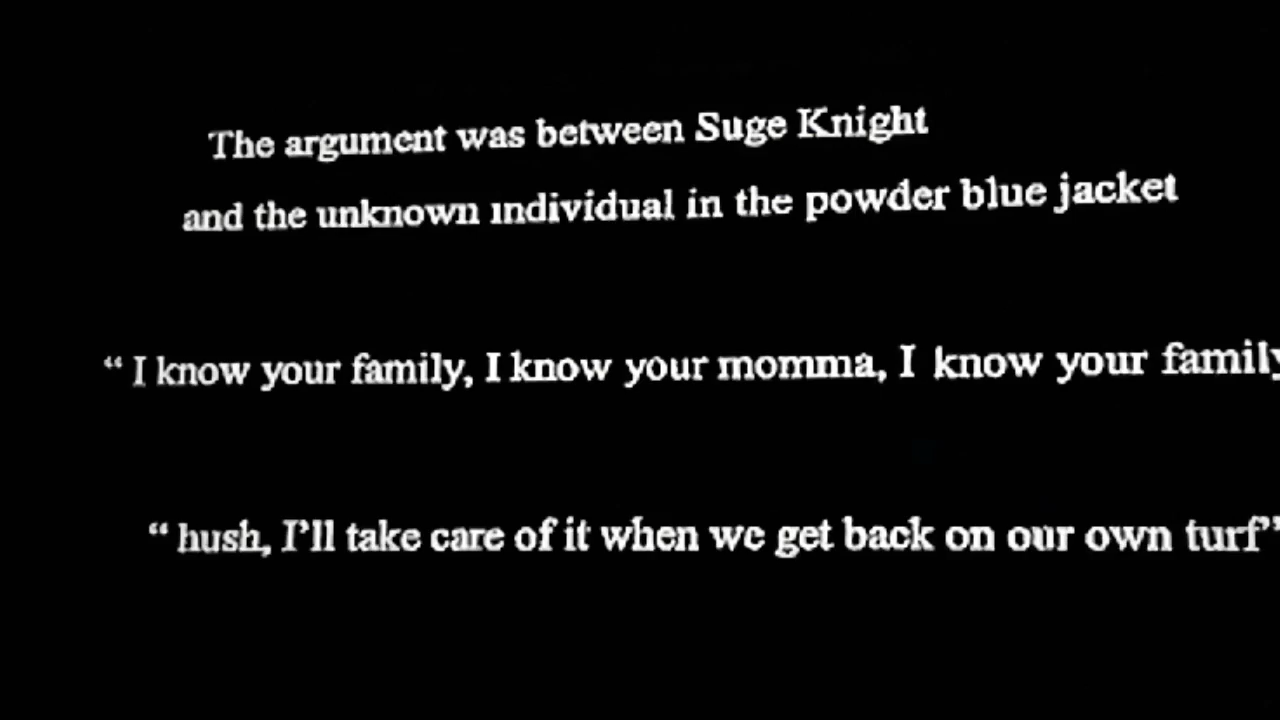 The argument was between Suge Knight
and the unknown individual in the powder blue jacket
“ I know your family, I know your momma, I know your family
“ hush, I’ll take care of it when we get back on our own turf”